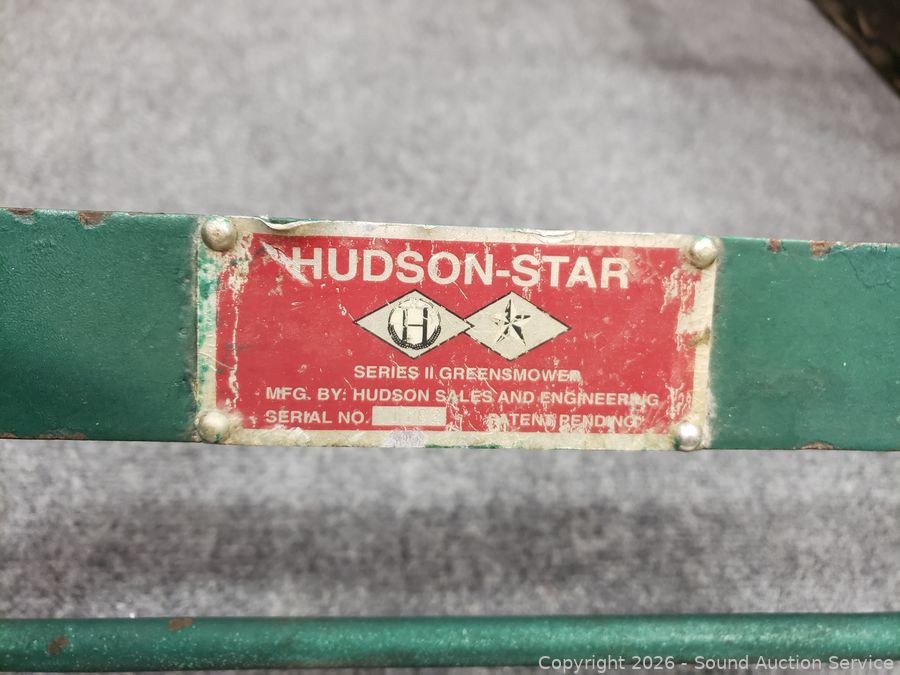 HUDSON-STAR
H
SERIES II GREENSMOWER
MFG. BY: HUDSON SALES AND ENGINEERING
SERIAL NO.
PATENT PENDING
Copyright 2026 - Sound Auction Service